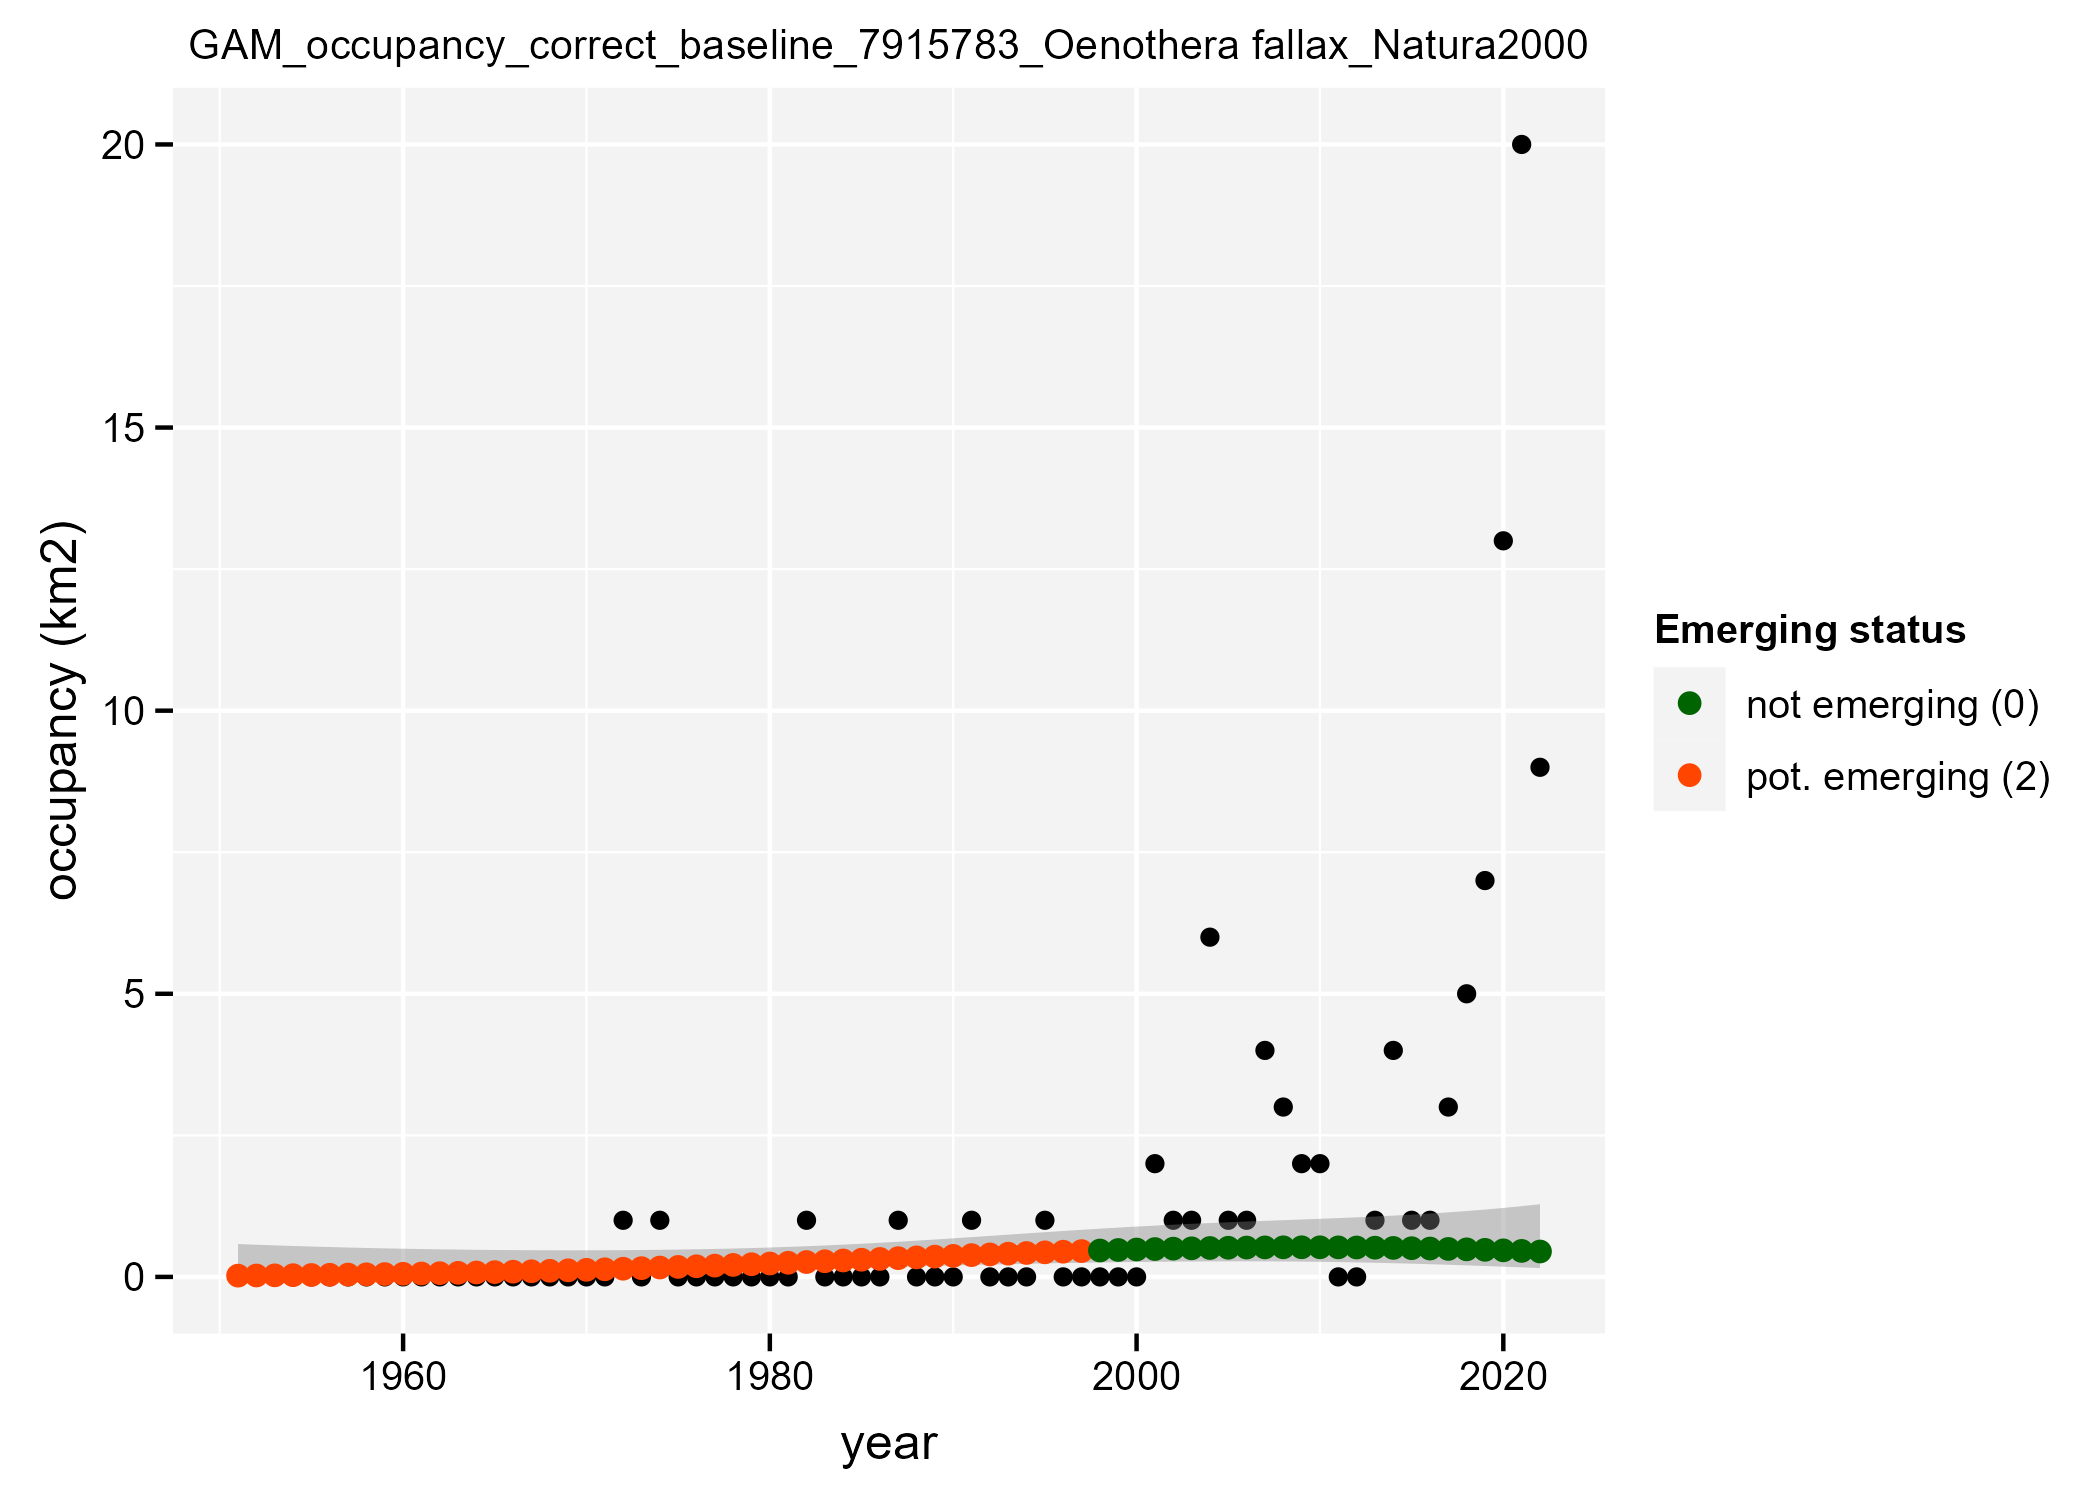 GAM_occupancy_correct_baseline_7915783_Oenothera fallax_Natura2000
20
15
10
5
0
occupancy (km2)
1960
1980
2000
2020
year
Emerging status
not emerging (0)
pot. emerging (2)